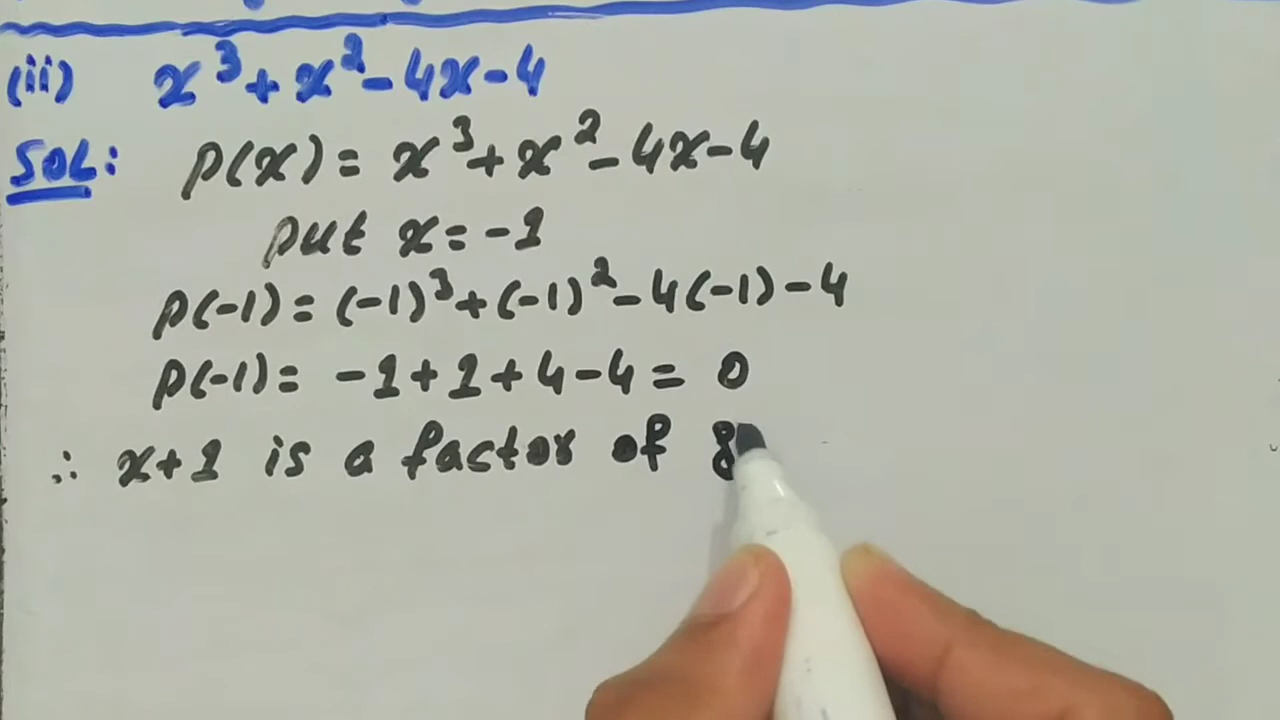 (ii) x³+x²-4x-4
SOL: p(x)= x³+x²-4x-4
put x=-1
p(-1)= (-1)³+(-1)²-4(-1)-4
p(-1)= -1+1+4-4= 0
∴ x+1 is a factor of